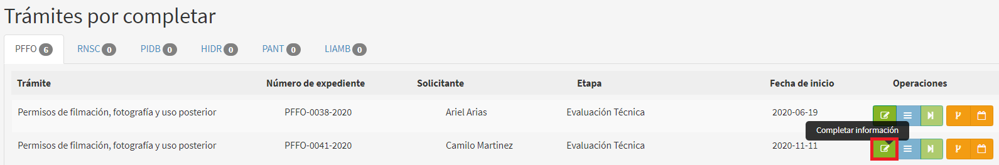 Trámites por completar
PFFO 6 RNSC 0 PIDB 0 HIDR 0 PANT 0 LIAMB 0
Trámite Número de expediente Solicitante Etapa Fecha de inicio Operaciones
Permisos de filmación, fotografía y uso posterior PFFO-0038-2020 Ariel Arias Evaluación Técnica 2020-06-19
Completar información
Permisos de filmación, fotografía y uso posterior PFFO-0041-2020 Camilo Martinez Evaluación Técnica 2020-11-11